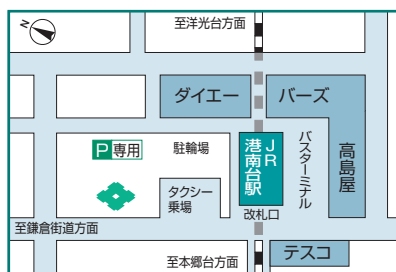 N
至洋光台方面
ダイエー
バーズ
P専用
駐輪場
JR
港南台駅
バスターミナル
高島屋
タクシー
乗場
改札口
至鎌倉街道方面
至本郷台方面
テスコ